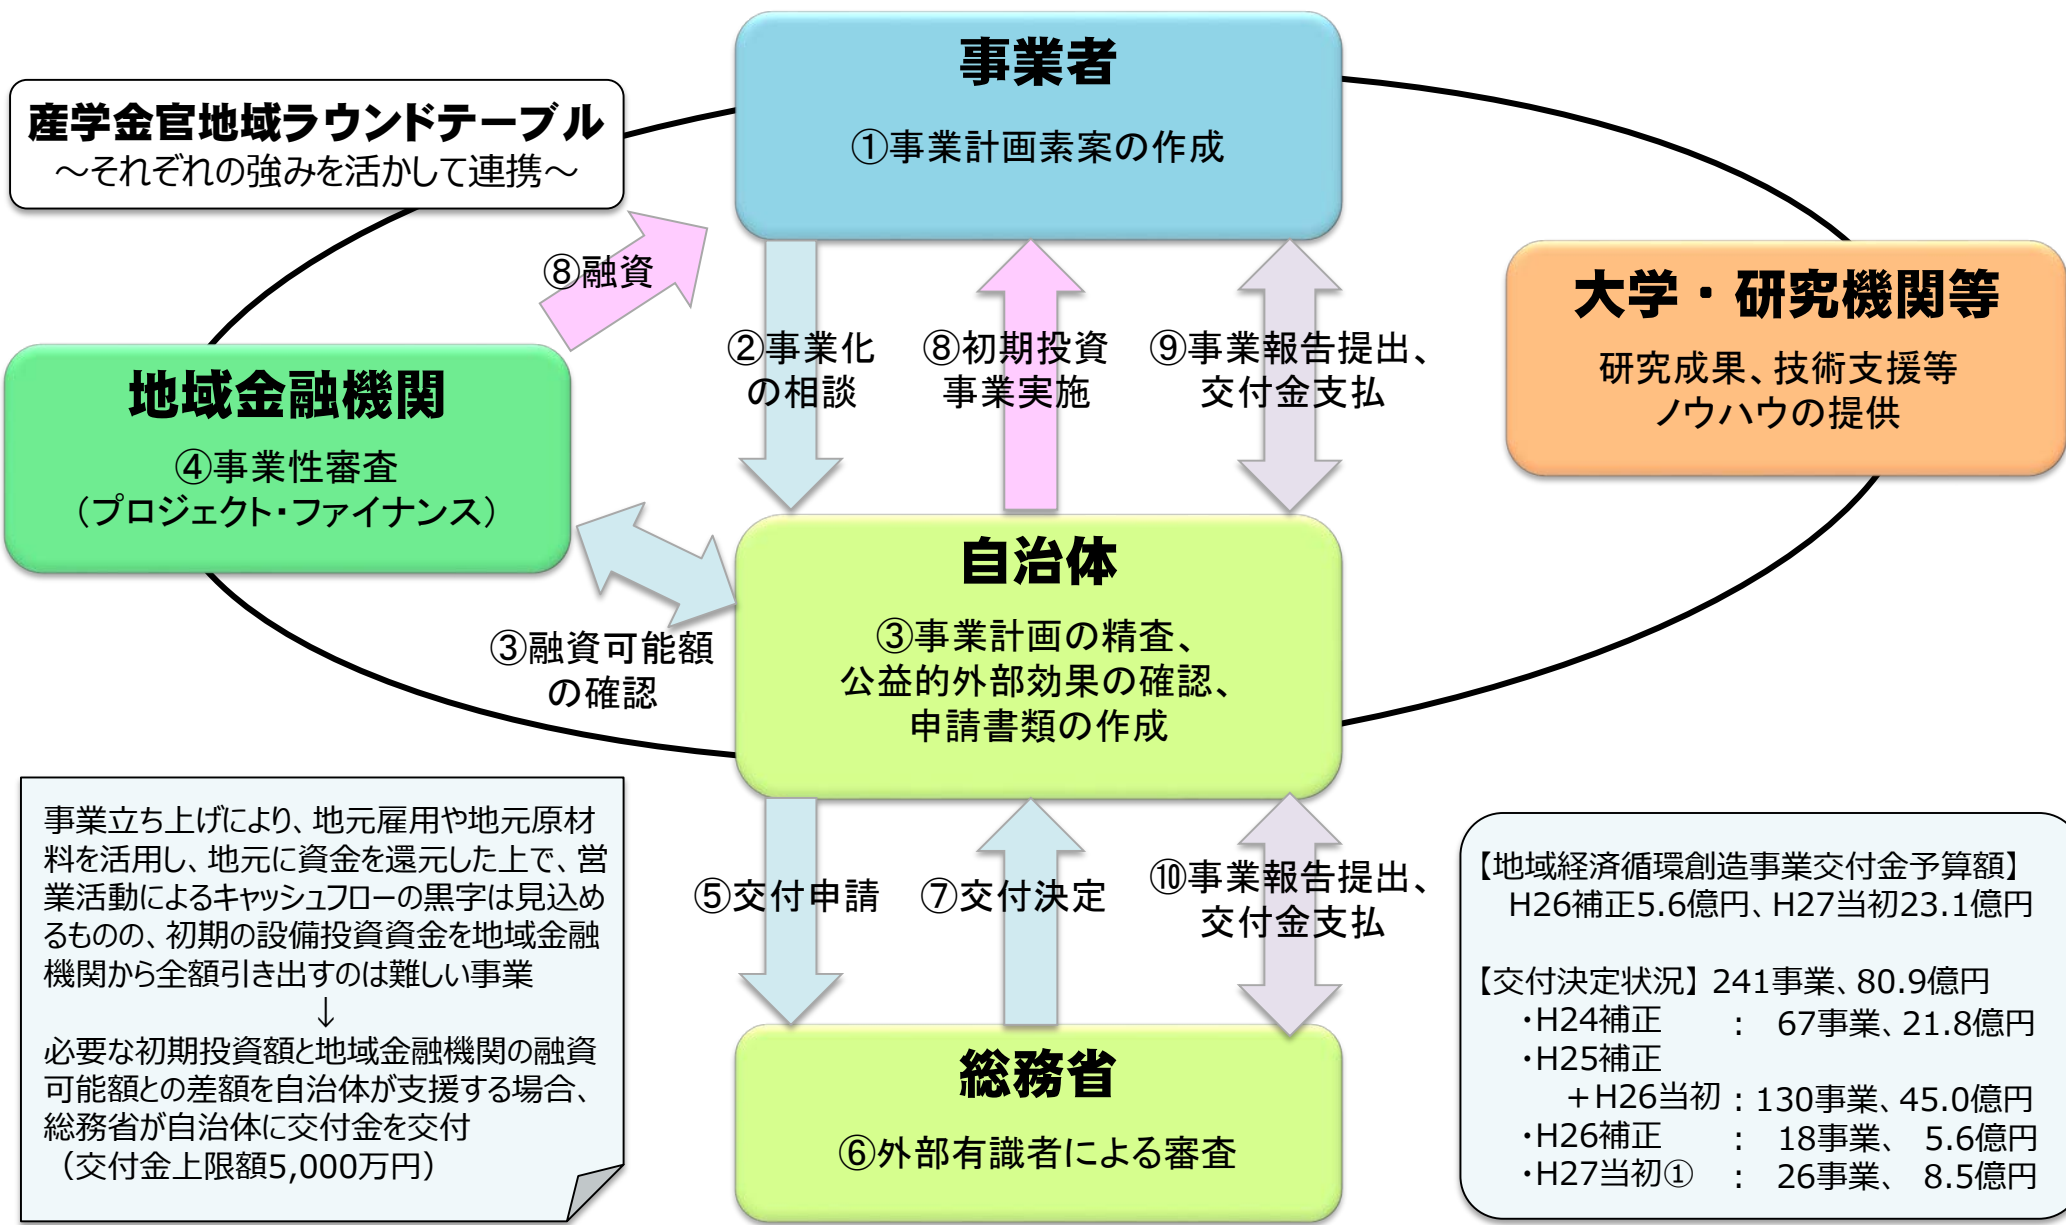 事業者
①事業計画素案の作成
産学金官地域ラウンドテーブル
～それぞれの強みを活かして連携～
⑧融資
大学・研究機関等
研究成果、技術支援等
ノウハウの提供
②事業化
の相談
⑧初期投資
事業実施
⑨事業報告提出、
交付金支払
地域金融機関
④事業性審査
（プロジェクト・ファイナンス）
自治体
③事業計画の精査、
公益的外部効果の確認、
申請書類の作成
③融資可能額
の確認
⑤交付申請
⑦交付決定
⑩事業報告提出、
交付金支払
総務省
⑥外部有識者による審査
事業立ち上げにより、地元雇用や地元原材
料を活用し、地元に資金を還元した上で、営
業活動によるキャッシュフローの黒字は見込め
るものの、初期の設備投資資金を地域金融
機関から全額引き出すのは難しい事業
↓
必要な初期投資額と地域金融機関の融資
可能額との差額を自治体が支援する場合、
総務省が自治体に交付金を交付
（交付金上限額5,000万円）
【地域経済循環創造事業交付金予算額】
H26補正5.6億円、H27当初23.1億円
【交付決定状況】241事業、80.9億円
・H24補正 ： 67事業、21.8億円
・H25補正
＋H26当初：130事業、45.0億円
・H26補正 ： 18事業、 5.6億円
・H27当初① ： 26事業、 8.5億円